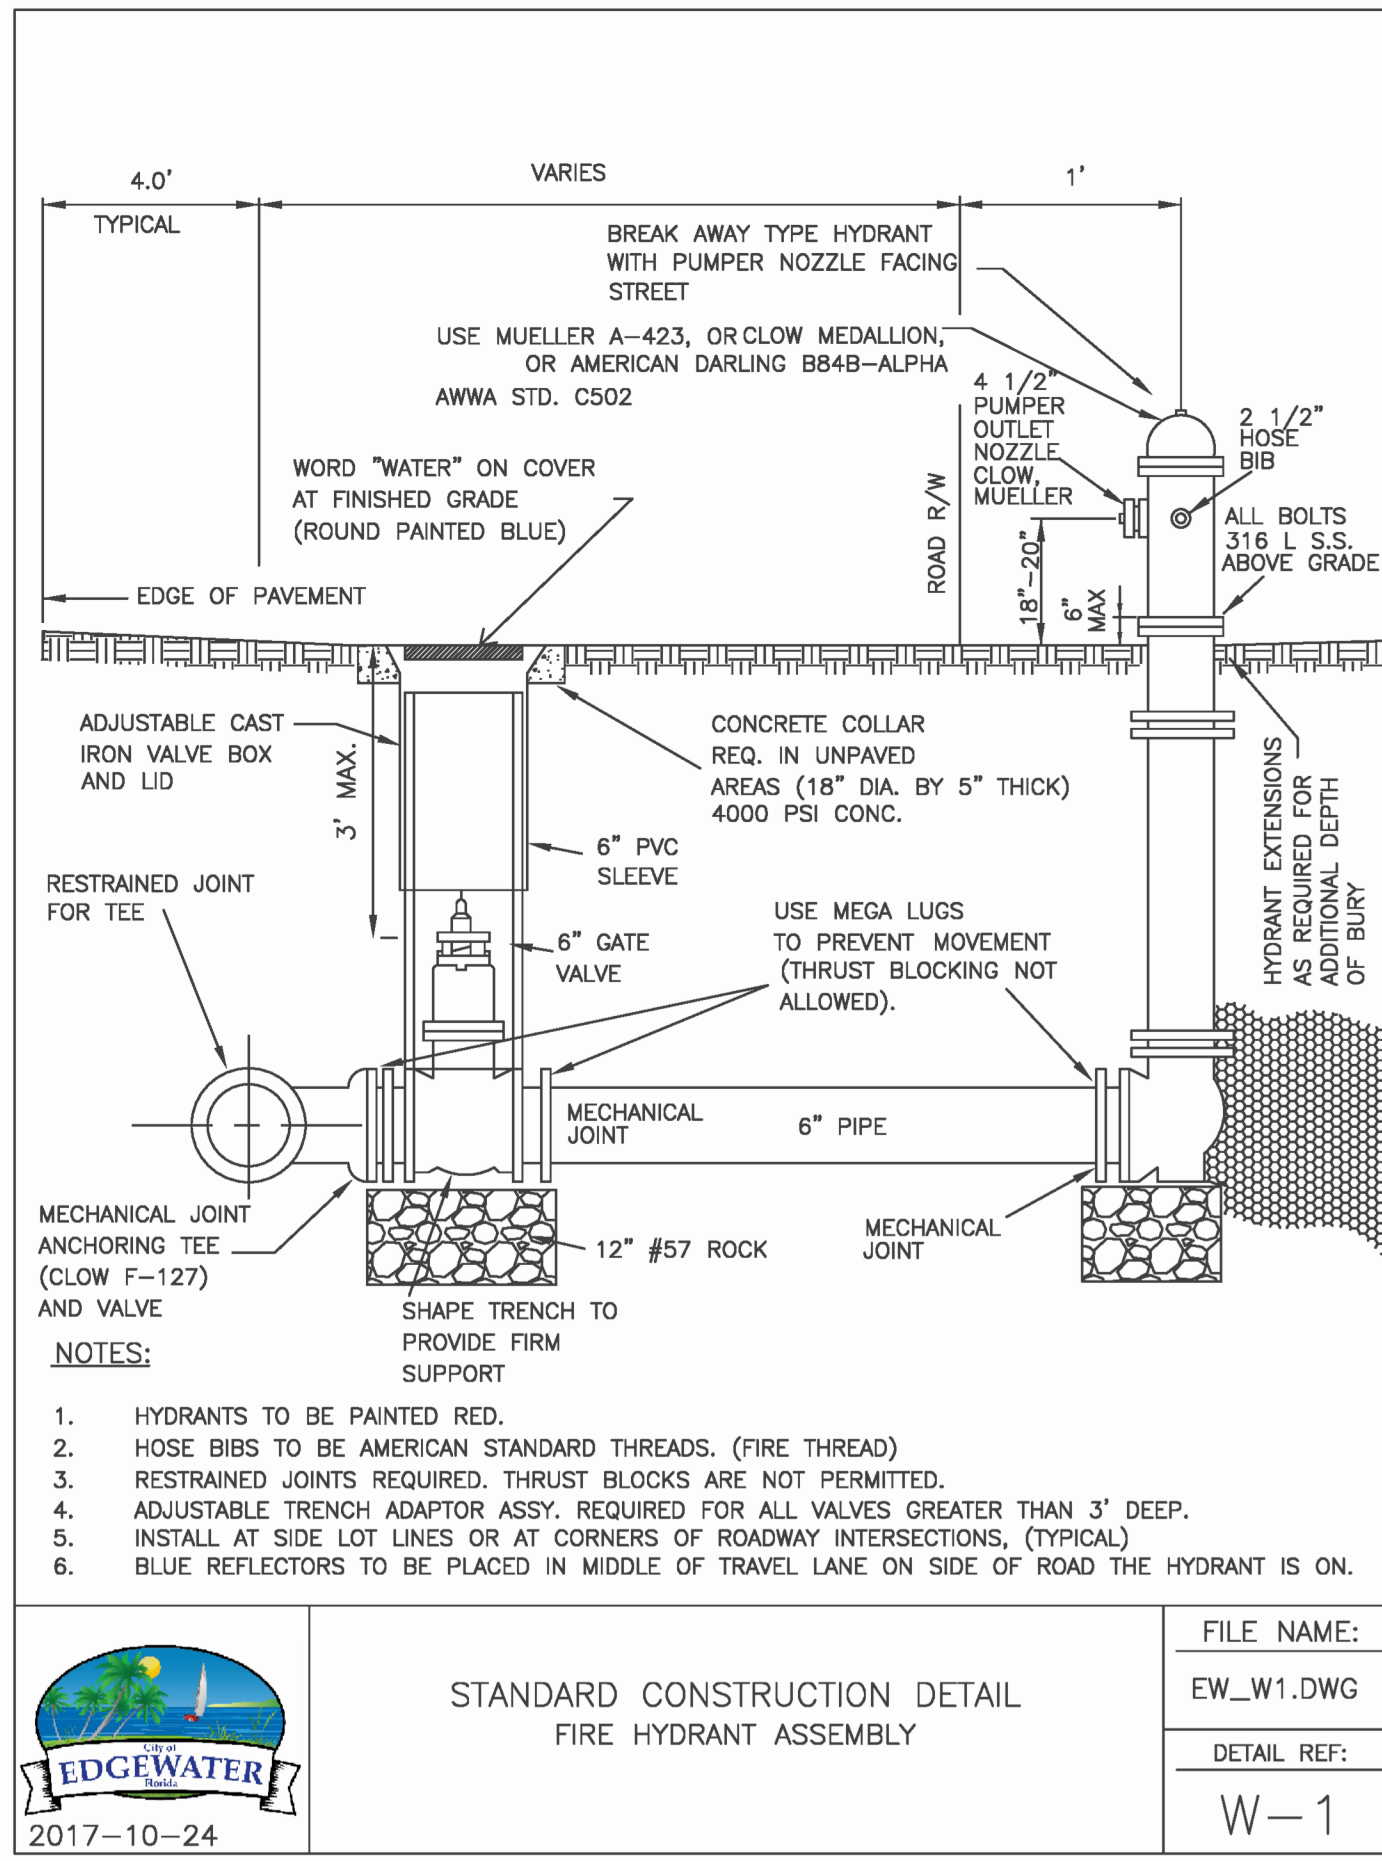 4.0'
TYPICAL
VARIES
1'
BREAK AWAY TYPE HYDRANT
WITH PUMPER NOZZLE FACING
STREET
USE MUELLER A-423, OR CLOW MEDALLION,
OR AMERICAN DARLING B84B-ALPHA
AWWA STD. C502
4 1/2"
PUMPER
OUTLET
NOZZLE
CLOW,
MUELLER
2 1/2"
HOSE
BIB
WORD "WATER" ON COVER
AT FINISHED GRADE
(ROUND PAINTED BLUE)
ROAD R/W
18"-20"
6"
MAX
ALL BOLTS
316 L S.S.
ABOVE GRADE
EDGE OF PAVEMENT
ADJUSTABLE CAST
IRON VALVE BOX
AND LID
3' MAX.
CONCRETE COLLAR
REQ. IN UNPAVED
AREAS (18" DIA. BY 5" THICK)
4000 PSI CONC.
6" PVC
SLEEVE
HYDRANT EXTENSIONS
AS REQUIRED FOR
ADDITIONAL DEPTH
OF BURY
RESTRAINED JOINT
FOR TEE
6" GATE
VALVE
USE MEGA LUGS
TO PREVENT MOVEMENT
(THRUST BLOCKING NOT
ALLOWED).
MECHANICAL
JOINT
6" PIPE
MECHANICAL JOINT
ANCHORING TEE
(CLOW F-127)
AND VALVE
12" #57 ROCK
MECHANICAL
JOINT
SHAPE TRENCH TO
PROVIDE FIRM
SUPPORT
NOTES:
1. HYDRANTS TO BE PAINTED RED.
2. HOSE BIBS TO BE AMERICAN STANDARD THREADS. (FIRE THREAD)
3. RESTRAINED JOINTS REQUIRED. THRUST BLOCKS ARE NOT PERMITTED.
4. ADJUSTABLE TRENCH ADAPTOR ASSY. REQUIRED FOR ALL VALVES GREATER THAN 3' DEEP.
5. INSTALL AT SIDE LOT LINES OR AT CORNERS OF ROADWAY INTERSECTIONS, (TYPICAL)
6. BLUE REFLECTORS TO BE PLACED IN MIDDLE OF TRAVEL LANE ON SIDE OF ROAD THE HYDRANT IS ON.
City of
EDGEWATER
Florida
2017-10-24
STANDARD CONSTRUCTION DETAIL
FIRE HYDRANT ASSEMBLY
FILE NAME:
EW_W1.DWG
DETAIL REF:
W-1